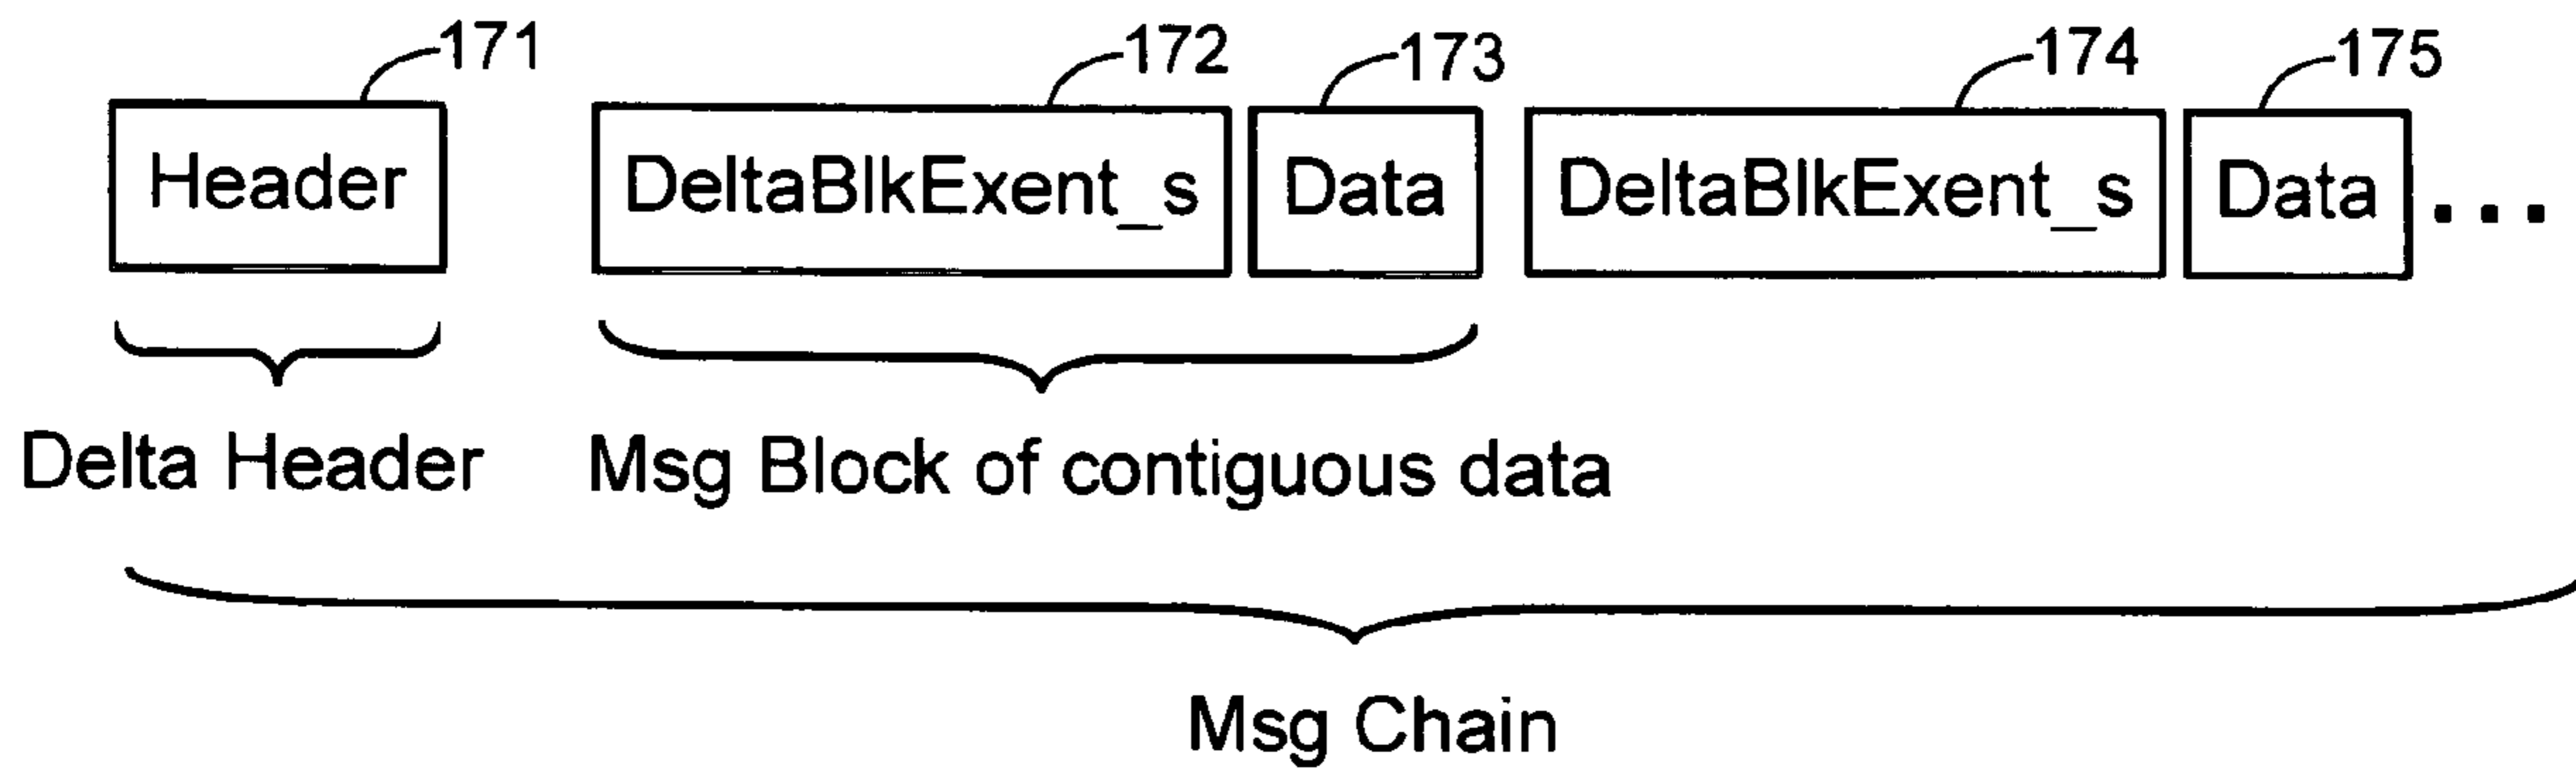 171 172 173 174 175
Header DeltaBlkExent_s Data DeltaBlkExent_s Data ...
Delta Header Msg Block of contiguous data
Msg Chain